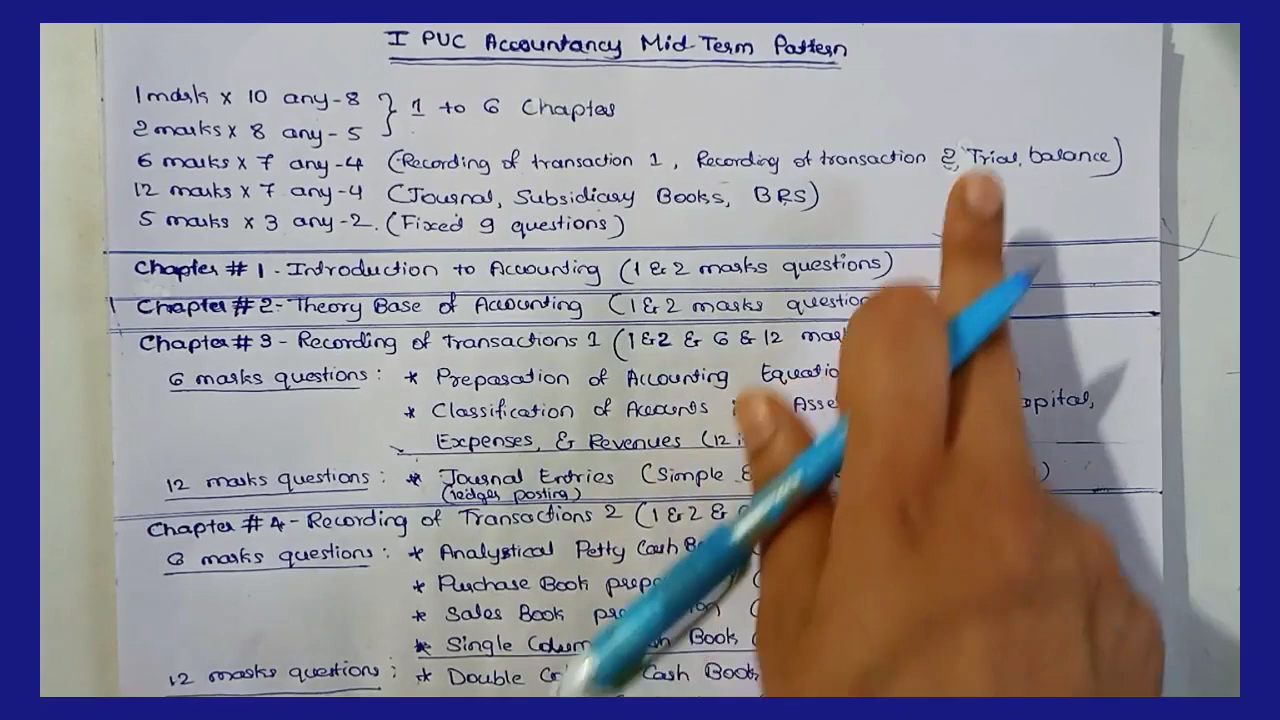 I PUC Accountancy Mid-Term Pattern
1mark x 10 any-8 } 1 to 6 Chapter
2 marks x 8 any-5
6 marks x 7 any-4 (Recording of transaction 1, Recording of transaction 2, Trial balance)
12 marks x 7 any-4 (Journal, Subsidiary Books, BRS)
5 marks x 3 any-2. (Fixed 9 questions)
Chapter # 1 - Introduction to Accounting (1 & 2 marks questions)
Chapter # 2 - Theory Base of Accounting (1 & 2 marks
Chapter # 3 - Recording of Transactions 1 (1 & 2 & 6 & 12
6 marks questions : * Preparation of Accounting
* Classification of Accounts
Expenses, & Revenues (12
12 marks questions : * Journal Entries (Simple
(ledger posting)
Chapter # 4 - Recording of Transactions 2 (1 & 2 &
6 marks questions : * Analystical Petty Cash
* Purchase Book
* Sales Book
* Single Book
12 marks questions : * Double Cash Book